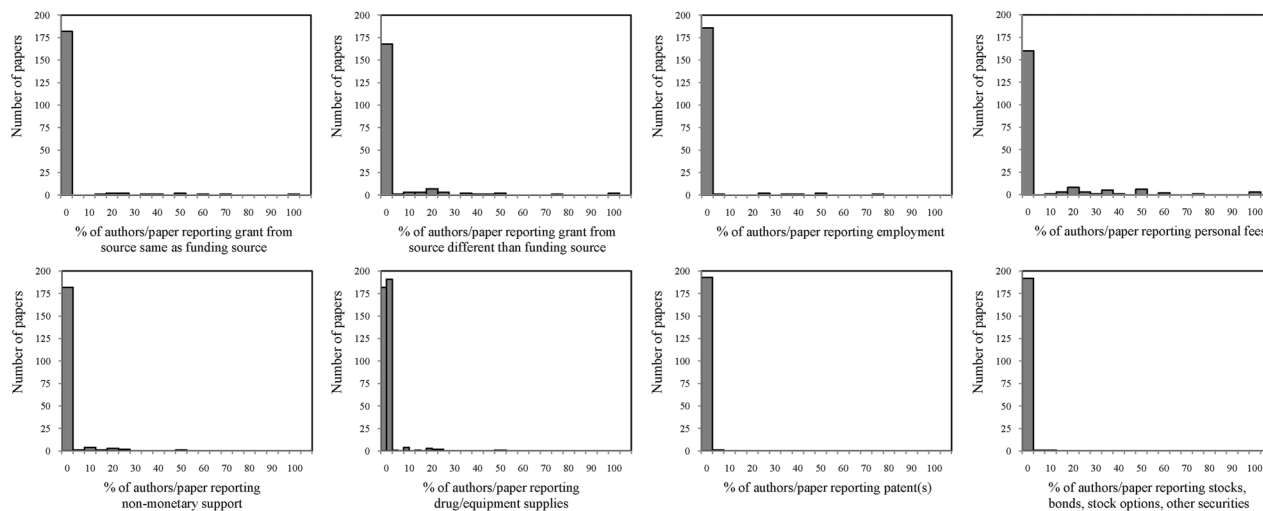 Number of papers
200
175
150
125
100
75
50
25
0
0 10 20 30 40 50 60 70 80 90 100
% of authors/paper reporting grant from
source same as funding source
Number of papers
200
175
150
125
100
75
50
25
0
0 10 20 30 40 50 60 70 80 90 100
% of authors/paper reporting grant from
source different than funding source
Number of papers
200
175
150
125
100
75
50
25
0
0 10 20 30 40 50 60 70 80 90 100
% of authors/paper reporting employment
Number of papers
200
175
150
125
100
75
50
25
0
0 10 20 30 40 50 60 70 80 90 100
% of authors/paper reporting personal fees
Number of papers
200
175
150
125
100
75
50
25
0
0 10 20 30 40 50 60 70 80 90 100
% of authors/paper reporting
non-monetary support
Number of papers
200
175
150
125
100
75
50
25
0
0 10 20 30 40 50 60 70 80 90 100
% of authors/paper reporting
drug/equipment supplies
Number of papers
200
175
150
125
100
75
50
25
0
0 10 20 30 40 50 60 70 80 90 100
% of authors/paper reporting patent(s)
Number of papers
200
175
150
125
100
75
50
25
0
0 10 20 30 40 50 60 70 80 90 100
% of authors/paper reporting stocks,
bonds, stock options, other securities